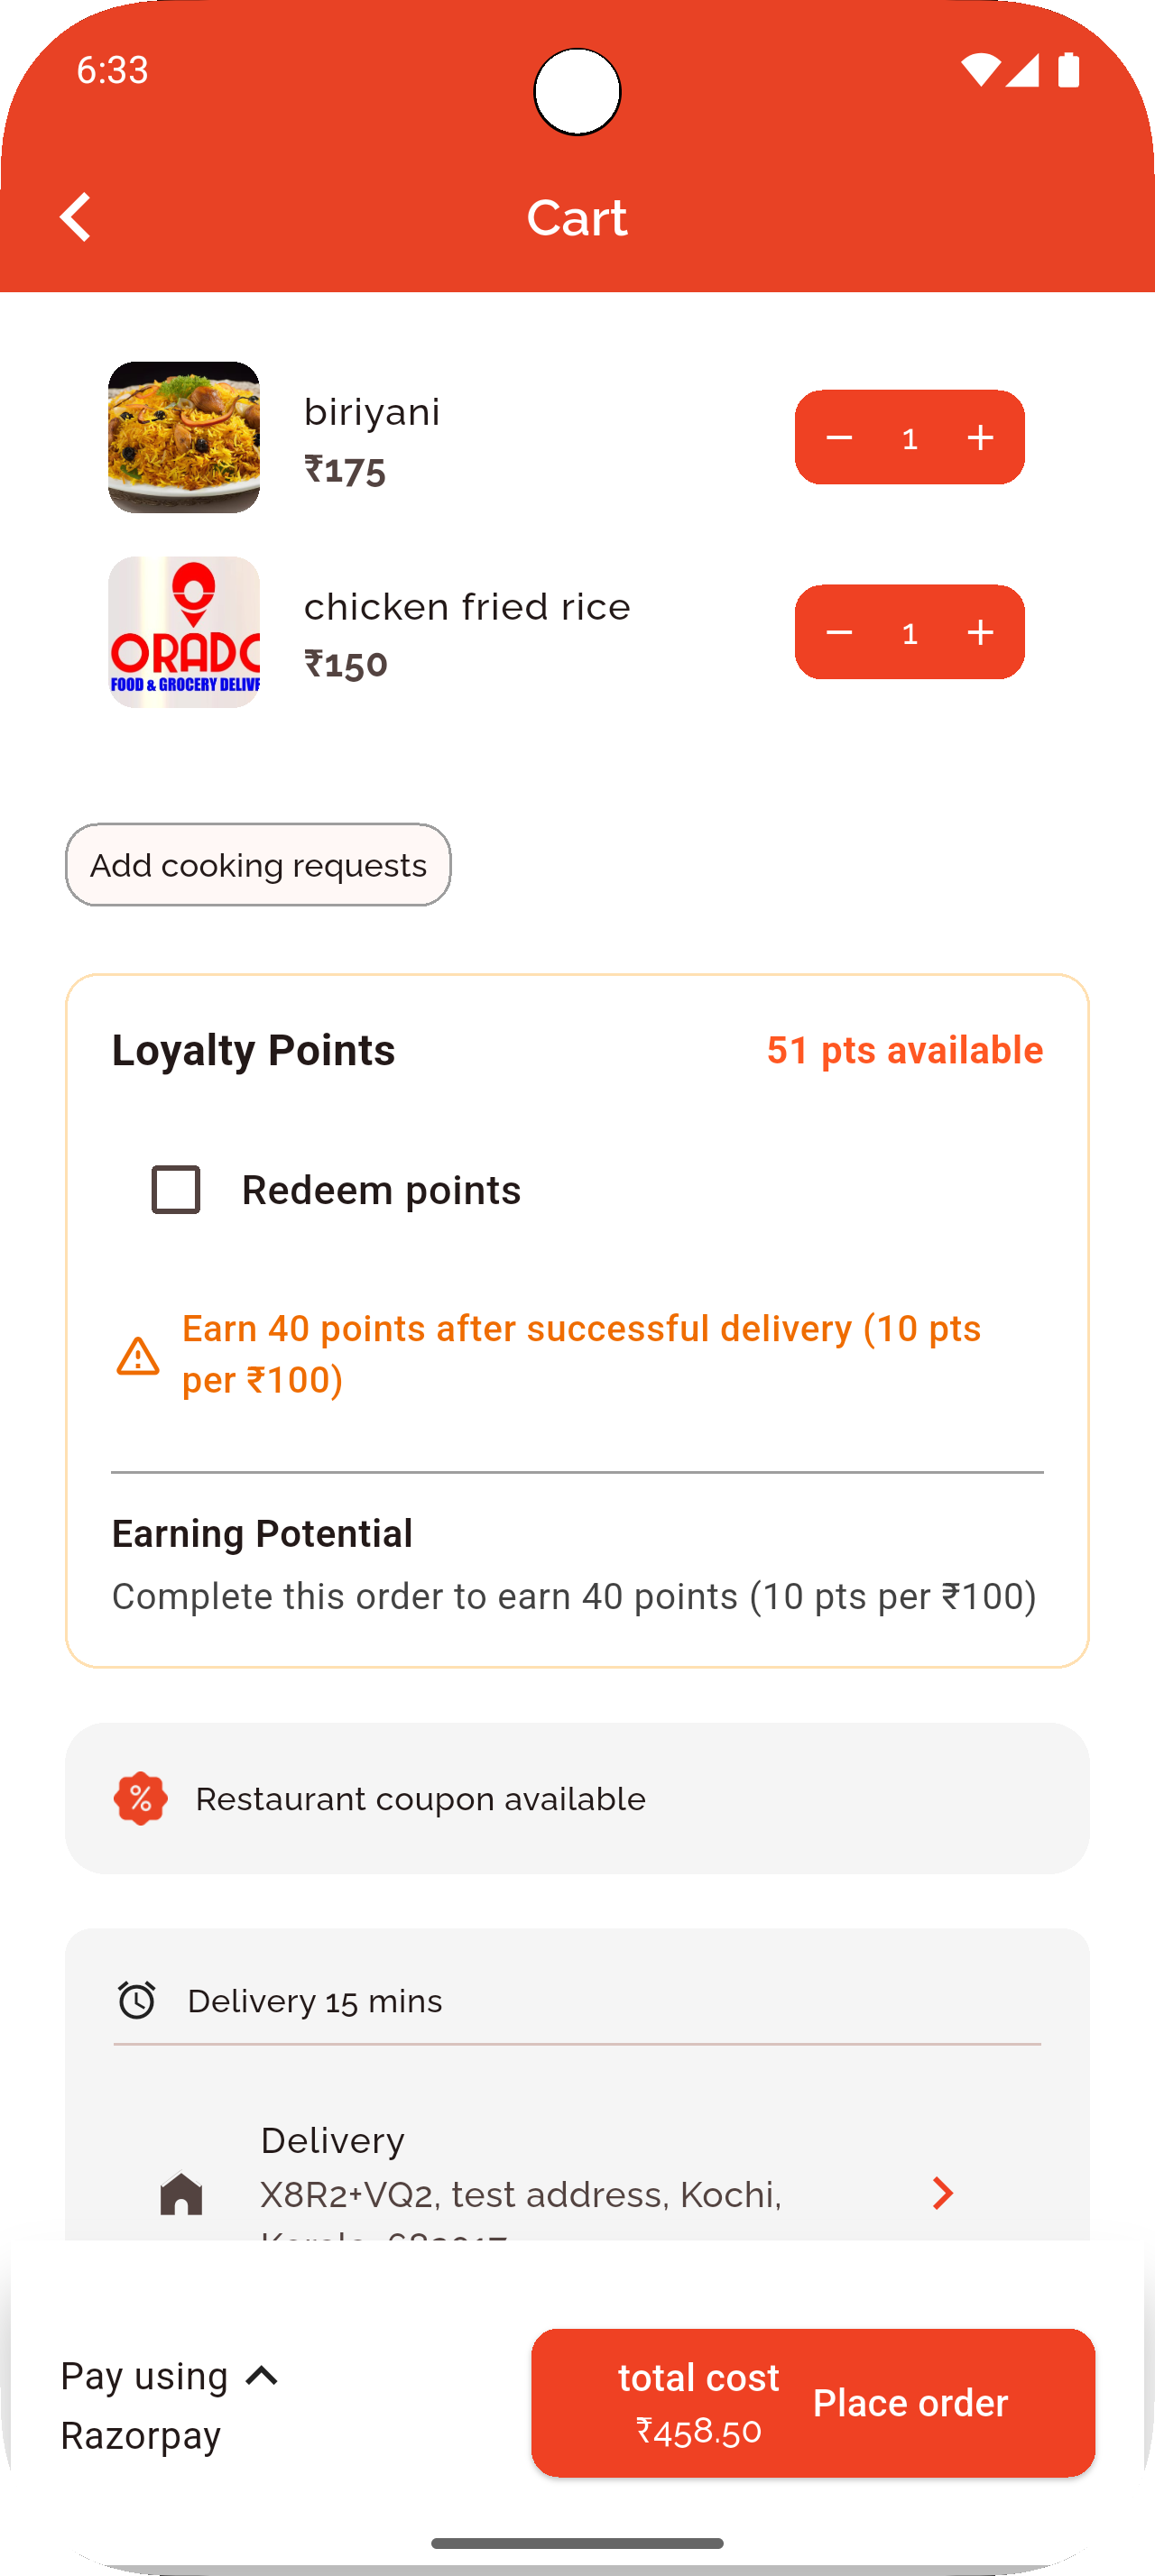 6:33
Cart
biriyani
₹175
1
ORADO
FOOD & GROCERY DELIVE
chicken fried rice
₹150
1
Add cooking requests
Loyalty Points
51 pts available
Redeem points
Earn 40 points after successful delivery (10 pts
per ₹100)
Earning Potential
Complete this order to earn 40 points (10 pts per ₹100)
%
Restaurant coupon available
Delivery 15 mins
Delivery
X8R2+VQ2, test address, Kochi,
Pay using
Razorpay
total cost
₹458.50
Place order